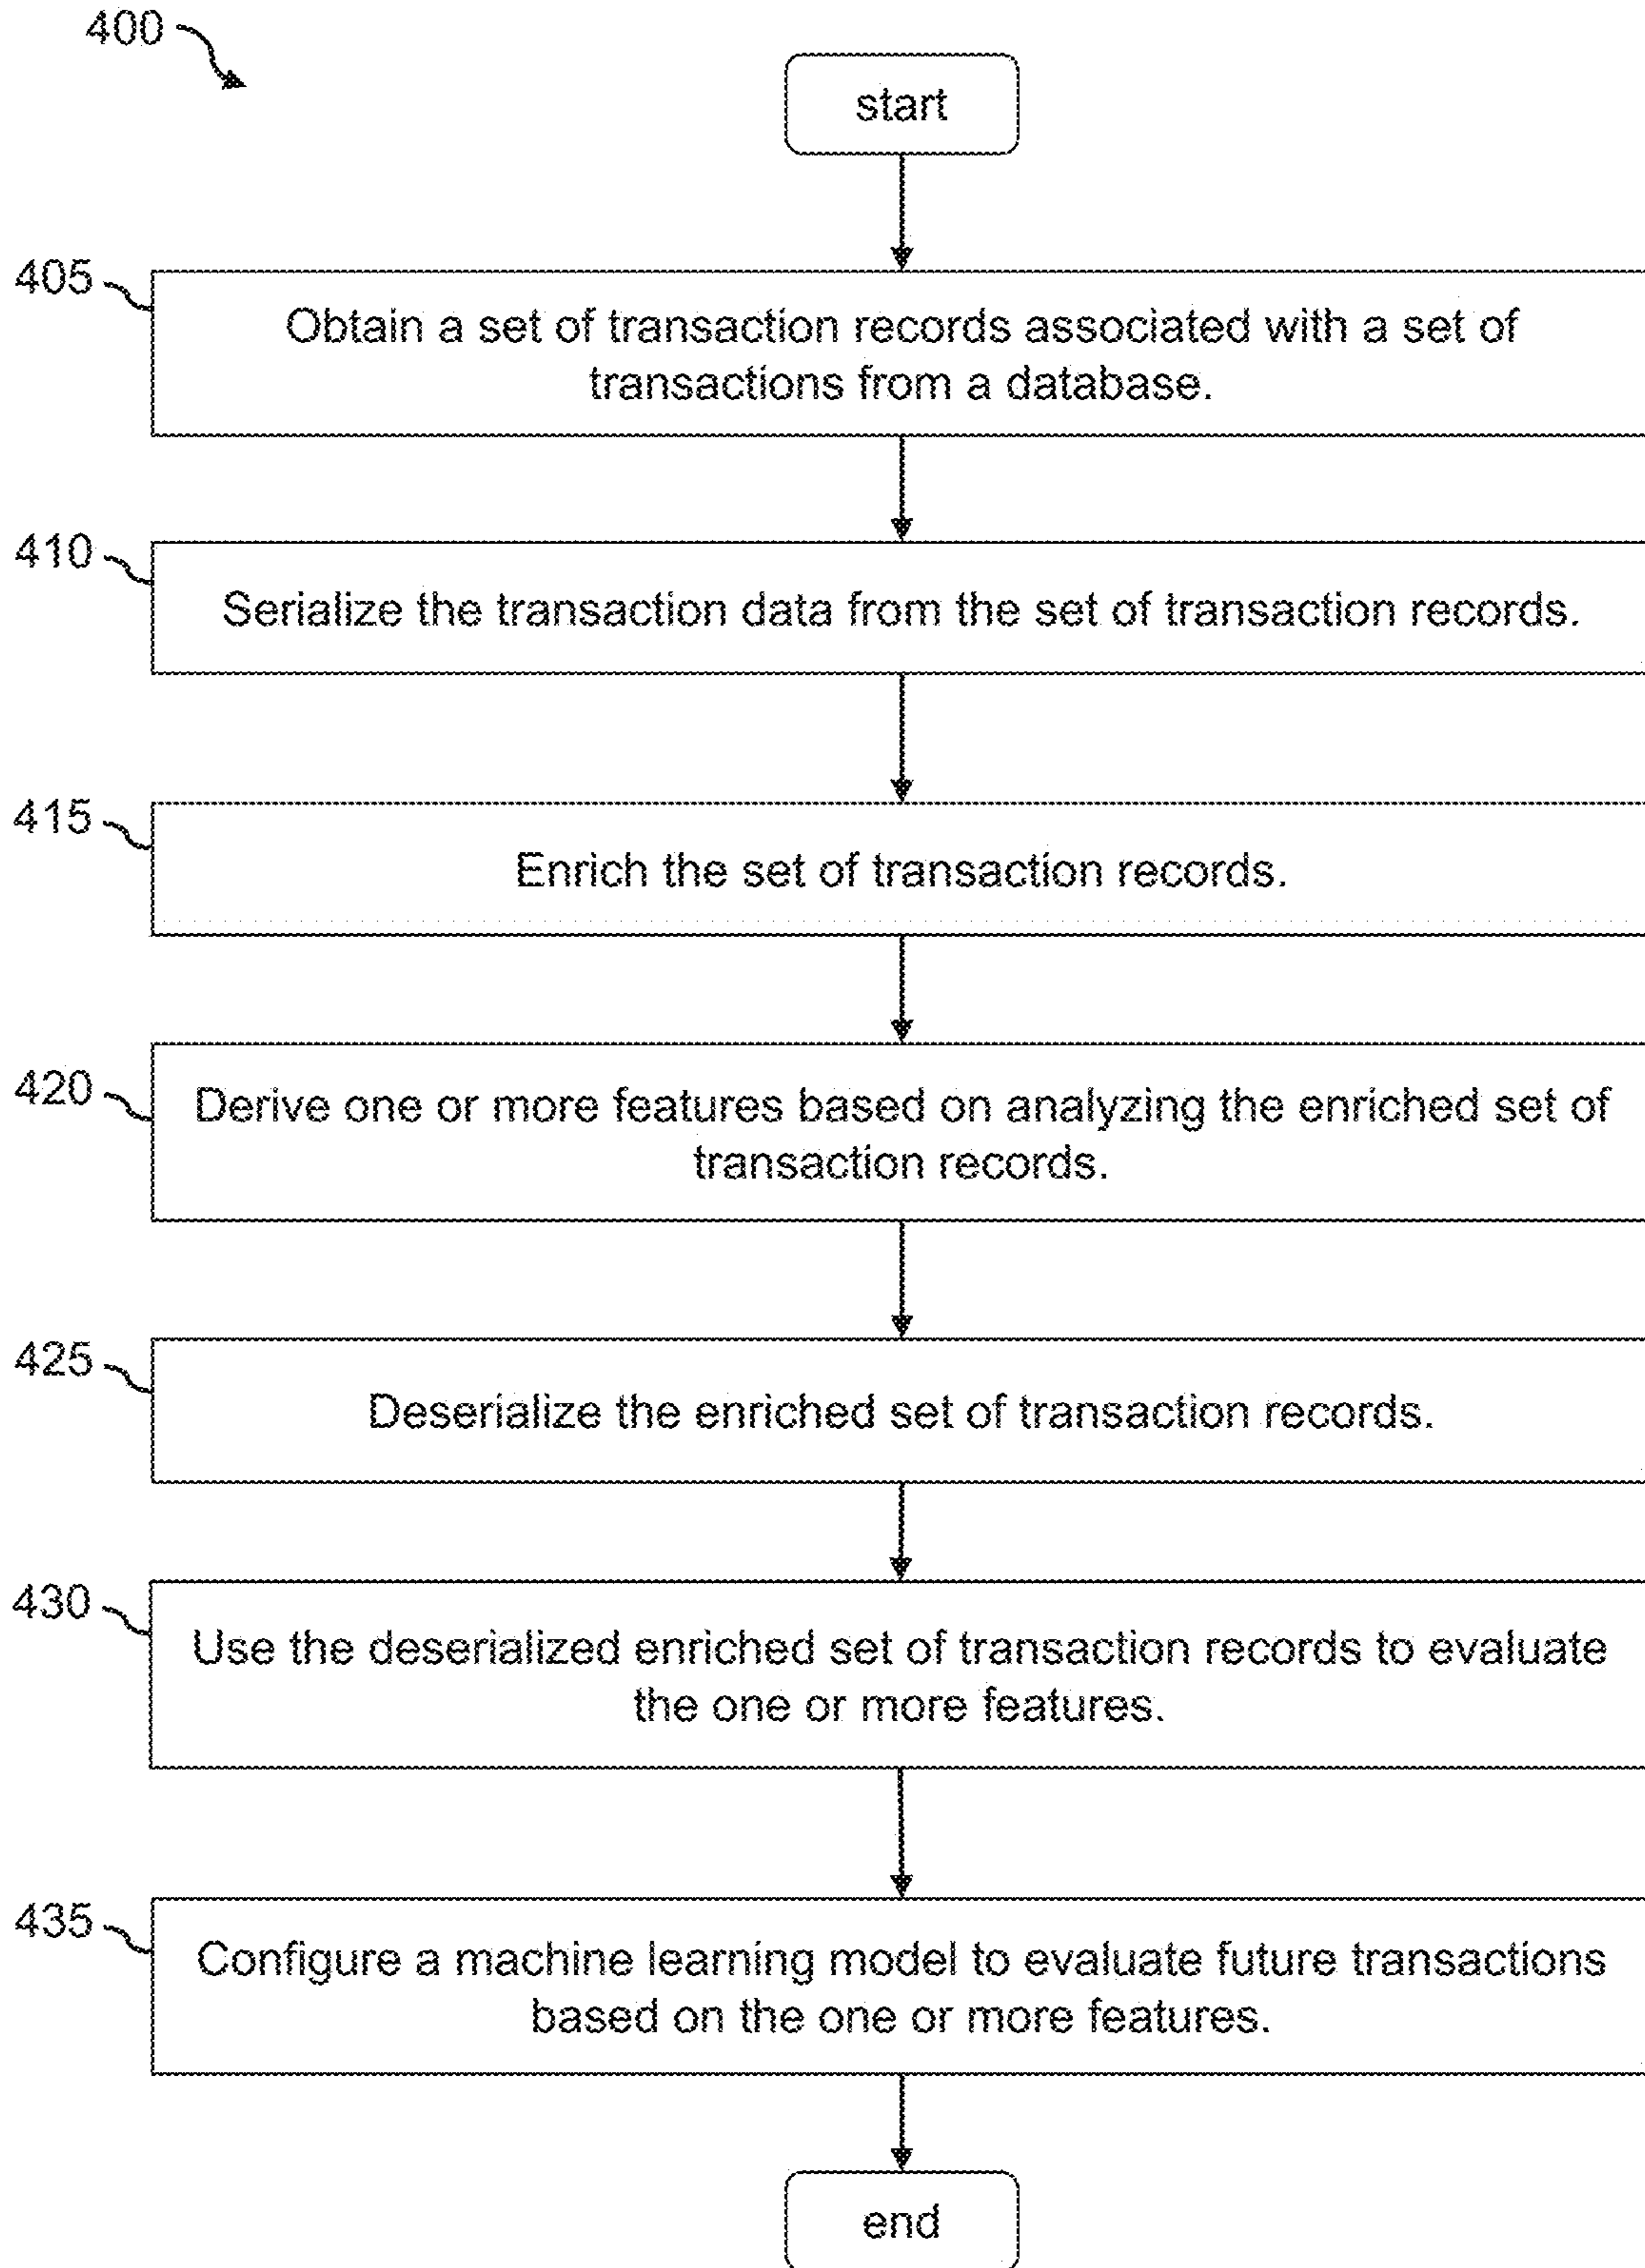 400
start
405
Obtain a set of transaction records associated with a set of
transactions from a database.
410
Serialize the transaction data from the set of transaction records.
415
Enrich the set of transaction records.
420
Derive one or more features based on analyzing the enriched set of
transaction records.
425
Deserialize the enriched set of transaction records.
430
Use the deserialized enriched set of transaction records to evaluate
the one or more features.
435
Configure a machine learning model to evaluate future transactions
based on the one or more features.
end